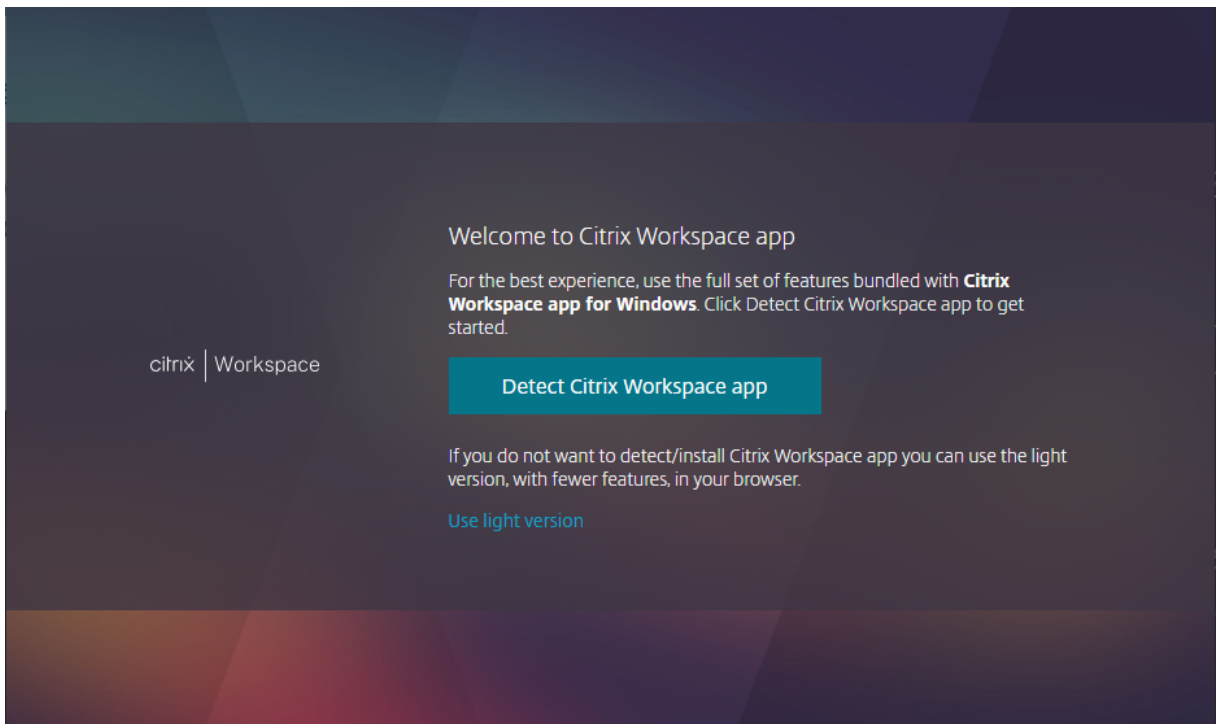 Welcome to Citrix Workspace app
For the best experience, use the full set of features bundled with Citrix
Workspace app for Windows. Click Detect Citrix Workspace app to get
started.
citrix | Workspace
Detect Citrix Workspace app
If you do not want to detect/install Citrix Workspace app you can use the light
version, with fewer features, in your browser.
Use light version